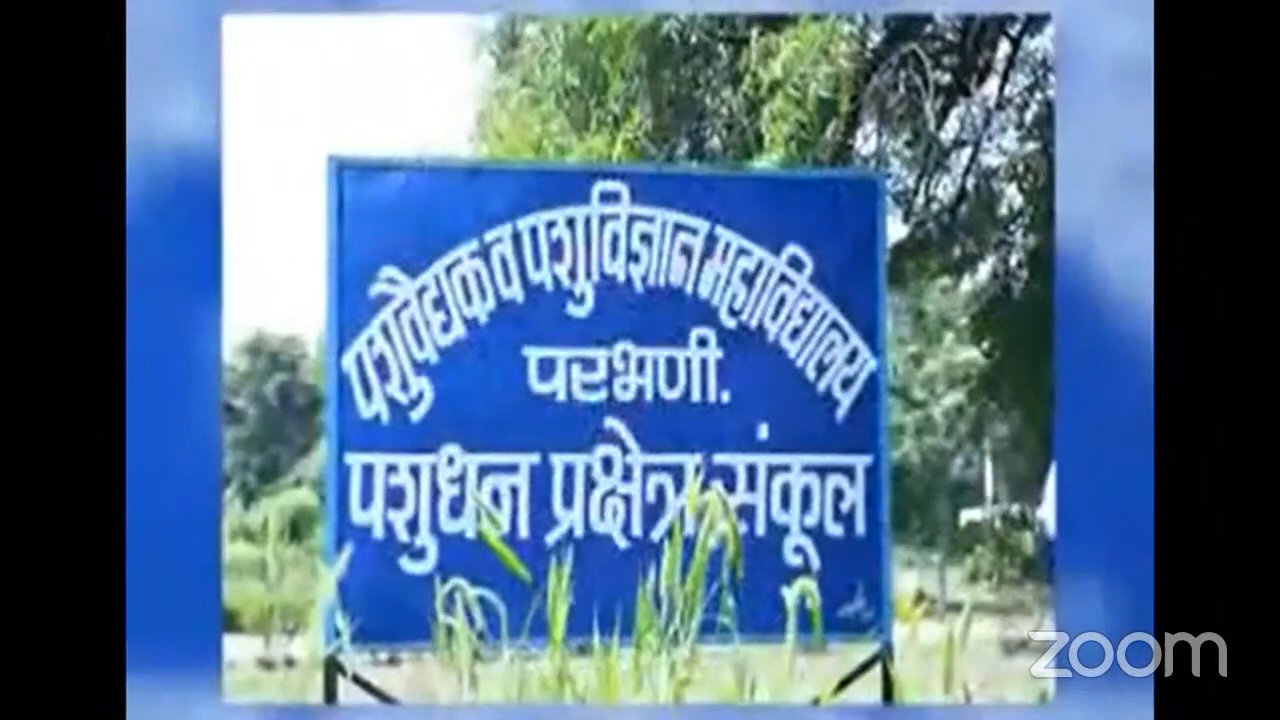 पशुवैद्यक व पशुविज्ञान महाविद्यालय
परभणी.
पशुधन प्रक्षेत्र संकूल
zoom